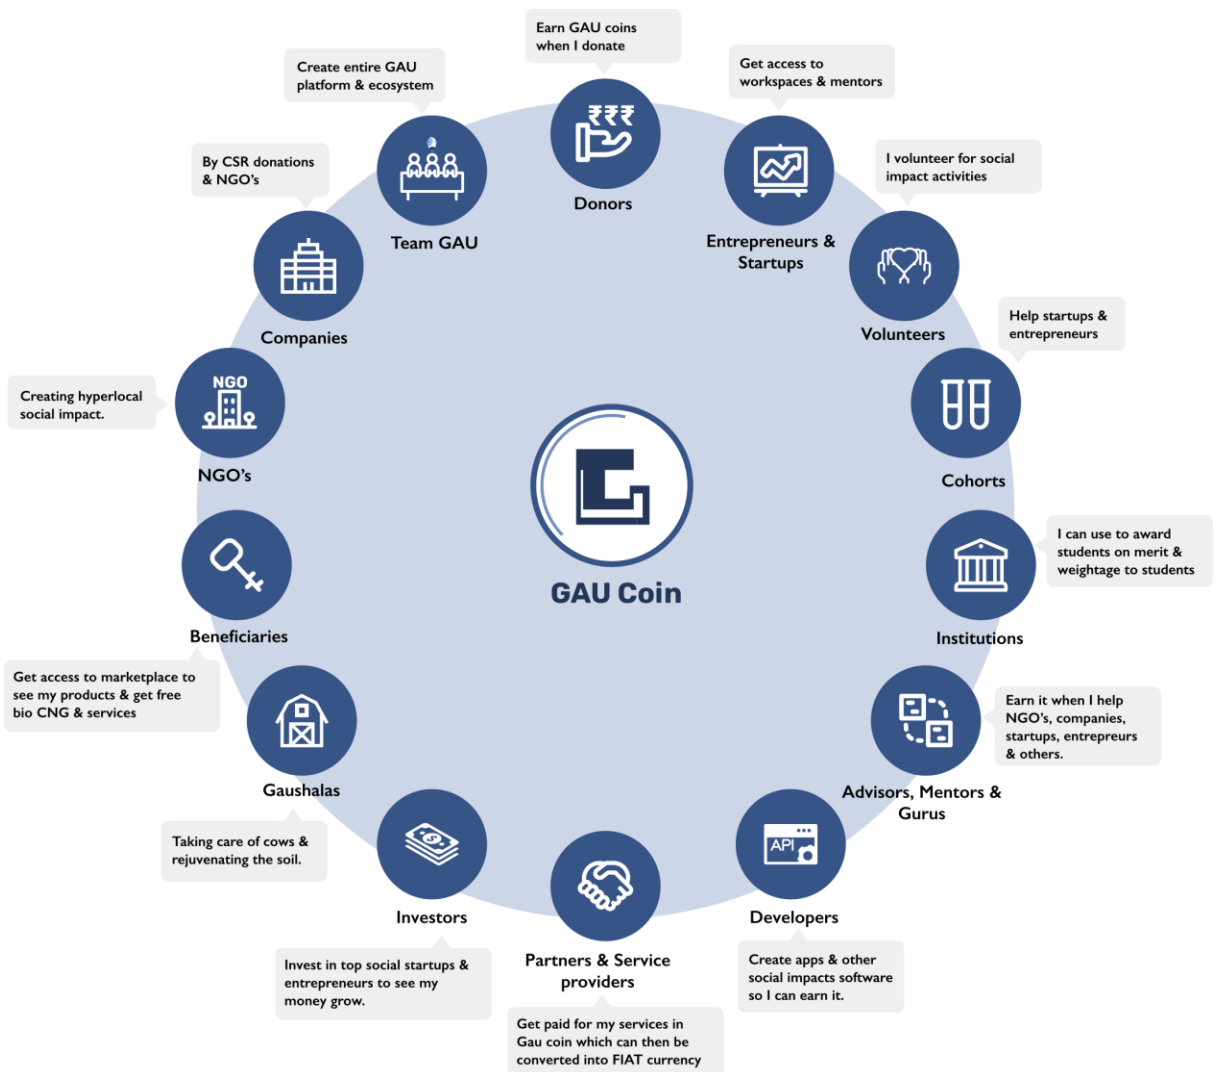 Earn GAU coins
when I donate
₹₹₹
Donors
Get access to
workspaces & mentors
Entrepreneurs &
Startups
I volunteer for social
impact activities
Volunteers
Help startups &
entrepreneurs
Cohorts
I can use to award
students on merit &
weightage to students
Institutions
Earn it when I help
NGO's, companies,
startups, entrepreurs
& others.
Advisors, Mentors &
Gurus
API
Developers
Create apps & other
social impacts software
so I can earn it.
Partners & Service
providers
Get paid for my services in
Gau coin which can then be
converted into FIAT currency
Investors
Invest in top social startups &
entrepreneurs to see my
money grow.
Gaushalas
Taking care of cows &
rejuvenating the soil.
Beneficiaries
Get access to marketplace to
see my products & get free
bio CNG & services
NGO
NGO's
Creating hyperlocal
social impact.
Companies
By CSR donations
& NGO's
Team GAU
Create entire GAU
platform & ecosystem
GAU Coin